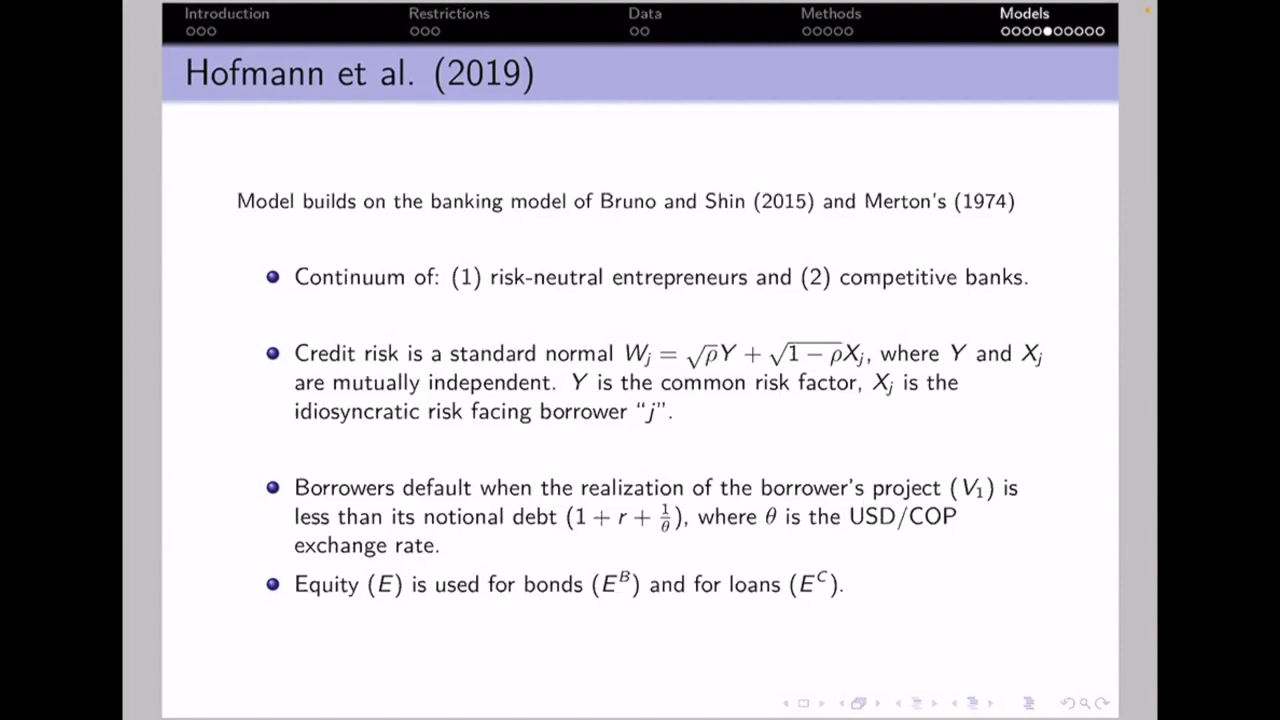 Introduction Restrictions Data Methods Models
Hofmann et al. (2019)
Model builds on the banking model of Bruno and Shin (2015) and Merton's (1974)
Continuum of: (1) risk-neutral entrepreneurs and (2) competitive banks.
Credit risk is a standard normal W_j = √ρY + √1 − ρX_j, where Y and X_j
are mutually independent. Y is the common risk factor, X_j is the
idiosyncratic risk facing borrower "j".
Borrowers default when the realization of the borrower's project (V_1) is
less than its notional debt (1 + r + 1/θ), where θ is the USD/COP
exchange rate.
Equity (E) is used for bonds (E^B) and for loans (E^C).